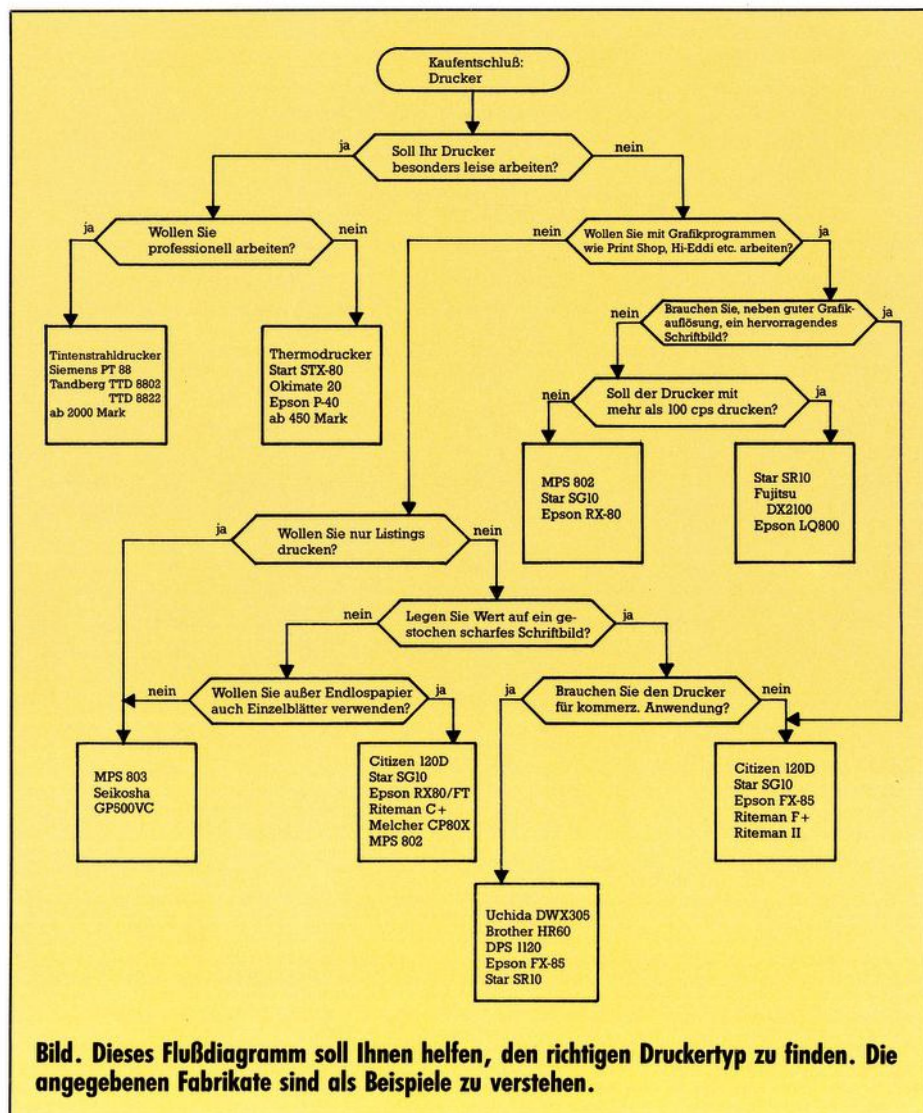 Kaufentschluß:
Drucker
ja
Soll Ihr Drucker
besonders leise arbeiten?
nein
ja
Wollen Sie
professionell arbeiten?
nein
nein
Wollen Sie mit Grafikprogrammen
wie Print Shop, Hi-Eddi etc. arbeiten?
ja
Tintenstrahldrucker
Siemens PT 88
Tandberg TTD 8802
TTD 8822
ab 2000 Mark
Thermodrucker
Start STX-80
Okimate 20
Epson P-40
ab 450 Mark
nein
Brauchen Sie, neben guter Grafik-
auflösung, ein hervorragendes
Schriftbild?
ja
nein
Soll der Drucker mit
mehr als 100 cps drucken?
ja
MPS 802
Star SG10
Epson RX-80
Star SR10
Fujitsu
DX2100
Epson LQ800
ja
Wollen Sie nur Listings
drucken?
nein
nein
Legen Sie Wert auf ein ge-
stochen scharfes Schriftbild?
ja
nein
Wollen Sie außer Endlospapier
auch Einzelblätter verwenden?
ja
ja
Brauchen Sie den Drucker
für kommerz. Anwendung?
nein
MPS 803
Seikosha
GP500VC
Citizen 120D
Star SG10
Epson RX80/FT
Riteman C+
Melcher CP80X
MPS 802
Citizen 120D
Star SG10
Epson FX-85
Riteman F+
Riteman II
Uchida DWX305
Brother HR60
DPS 1120
Epson FX-85
Star SR10
Bild. Dieses Flußdiagramm soll Ihnen helfen, den richtigen Druckertyp zu finden. Die
angegebenen Fabrikate sind als Beispiele zu verstehen.